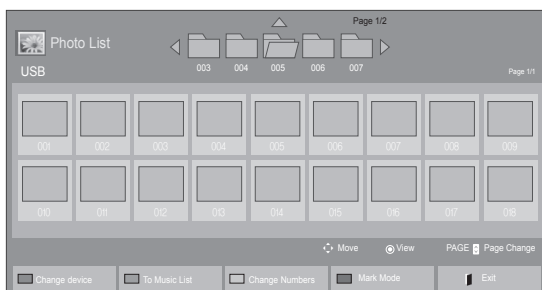 Page 1/2
Photo List
003 004 005 006 007
USB
Page 1/1
001 002 003 004 005 006 007 008 009
010 011 012 013 014 015 016 017 018
Move View PAGE Page Change
Change device To Music List Change Numbers Mark Mode Exit